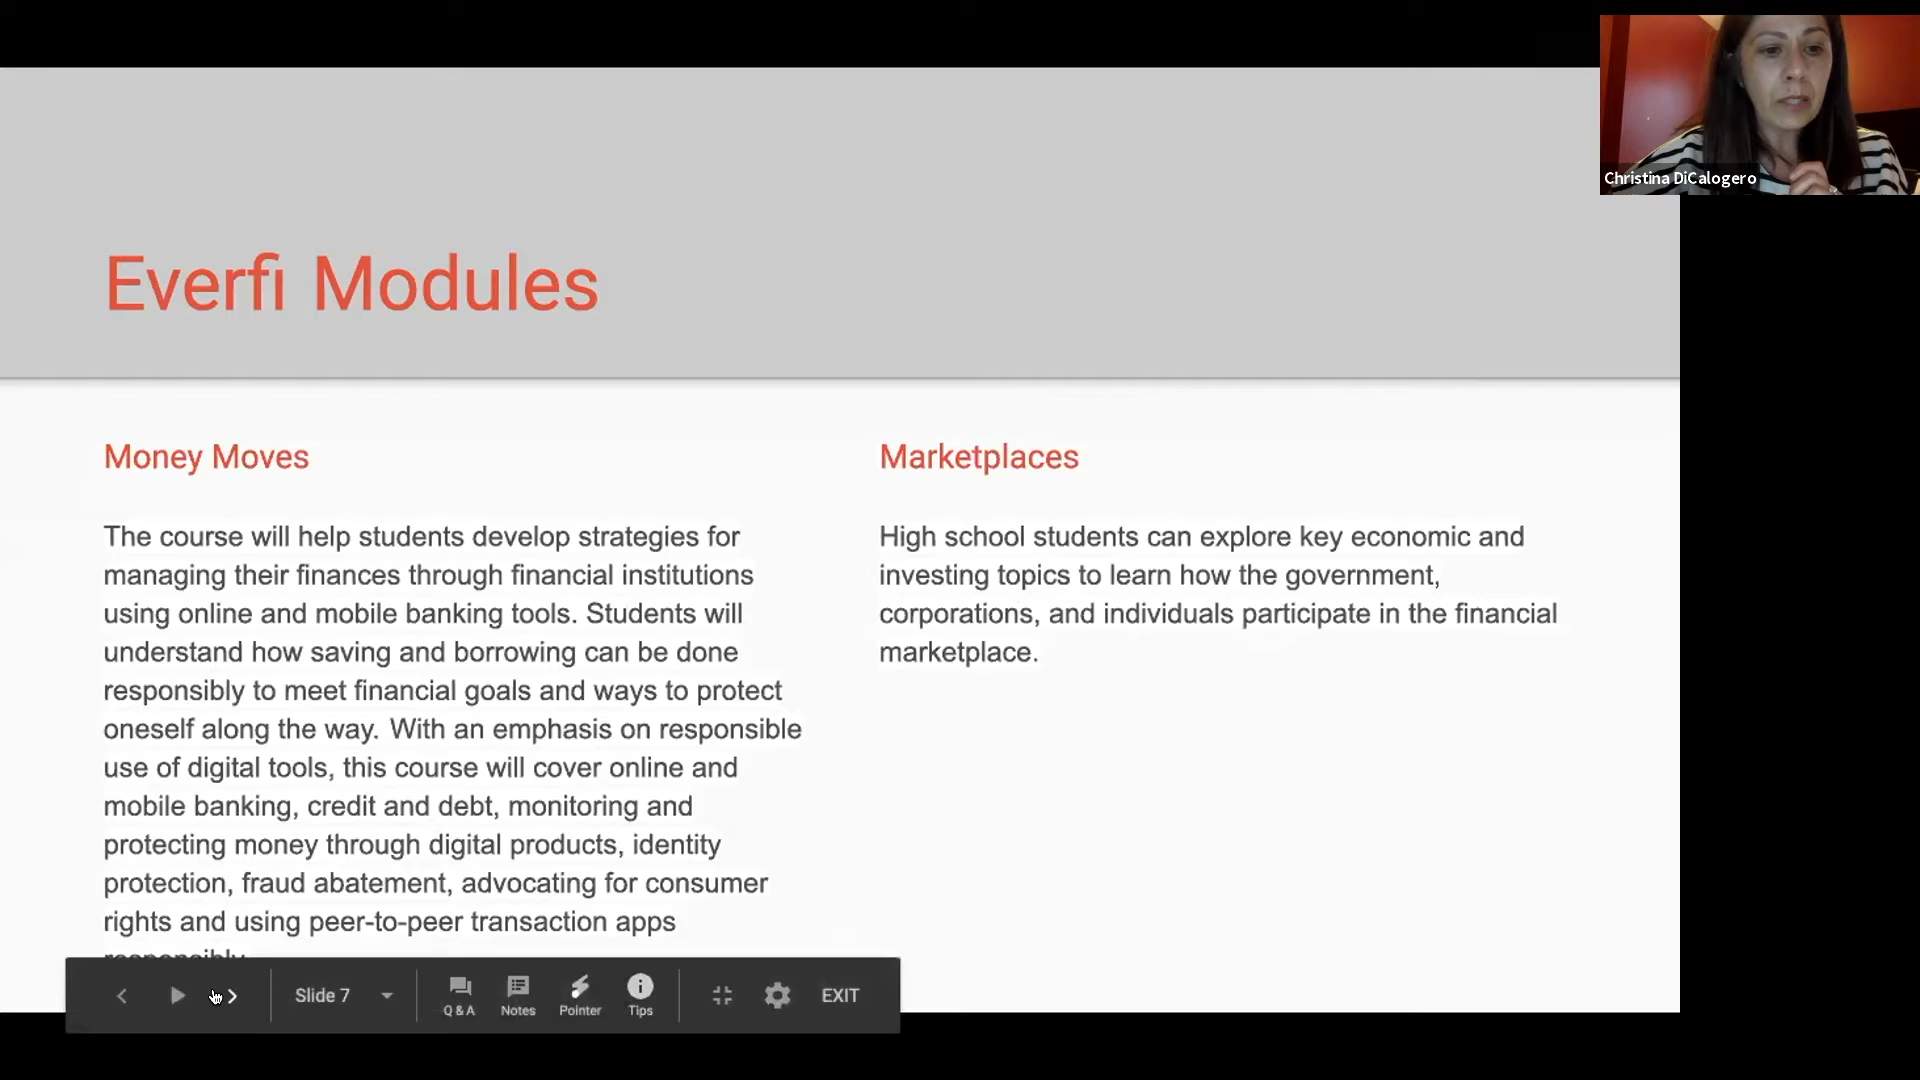 Christina DiCalogero
Everfi Modules
Money Moves
The course will help students develop strategies for
managing their finances through financial institutions
using online and mobile banking tools. Students will
understand how saving and borrowing can be done
responsibly to meet financial goals and ways to protect
oneself along the way. With an emphasis on responsible
use of digital tools, this course will cover online and
mobile banking, credit and debt, monitoring and
protecting money through digital products, identity
protection, fraud abatement, advocating for consumer
rights and using peer-to-peer transaction apps
responsibly.
Marketplaces
High school students can explore key economic and
investing topics to learn how the government,
corporations, and individuals participate in the financial
marketplace.
Slide 7
Q & A
Notes
Pointer
Tips
EXIT